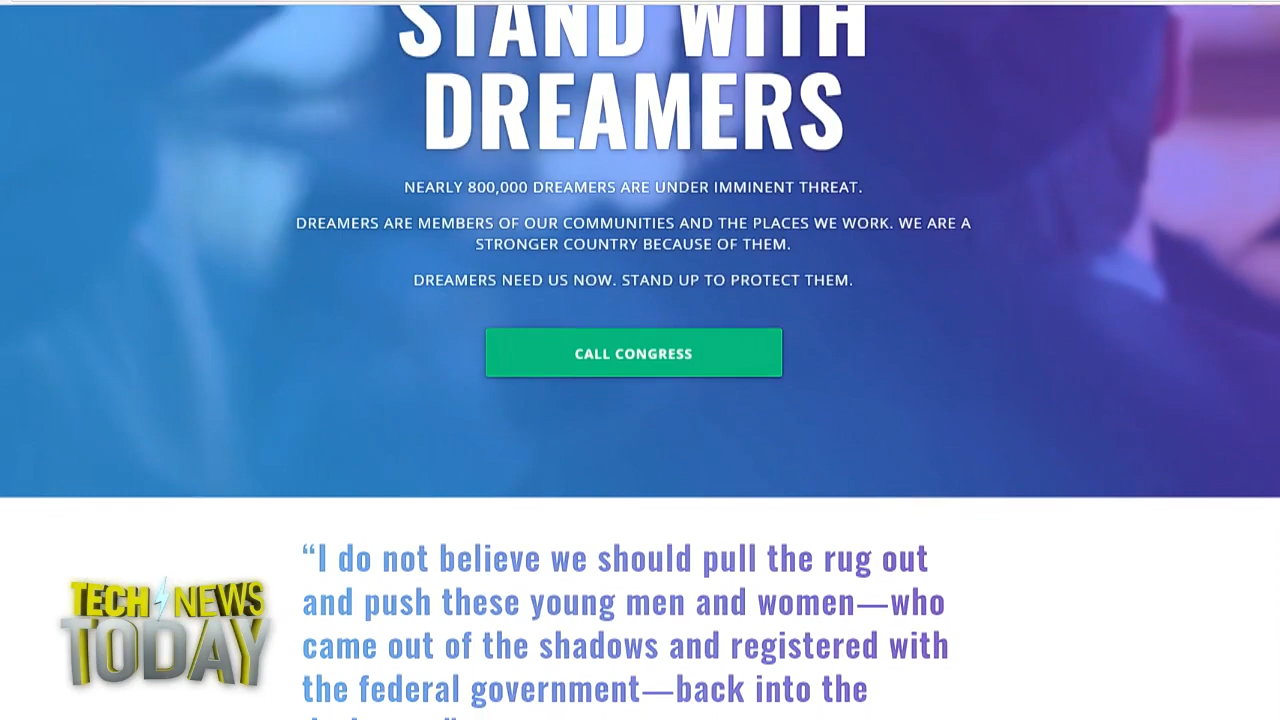 STAND WITH
DREAMERS
NEARLY 800,000 DREAMERS ARE UNDER IMMINENT THREAT.
DREAMERS ARE MEMBERS OF OUR COMMUNITIES AND THE PLACES WE WORK. WE ARE A
STRONGER COUNTRY BECAUSE OF THEM.
DREAMERS NEED US NOW. STAND UP TO PROTECT THEM.
CALL CONGRESS
“I do not believe we should pull the rug out
and push these young men and women—who
came out of the shadows and registered with
the federal government—back into the
TECH NEWS
TODAY